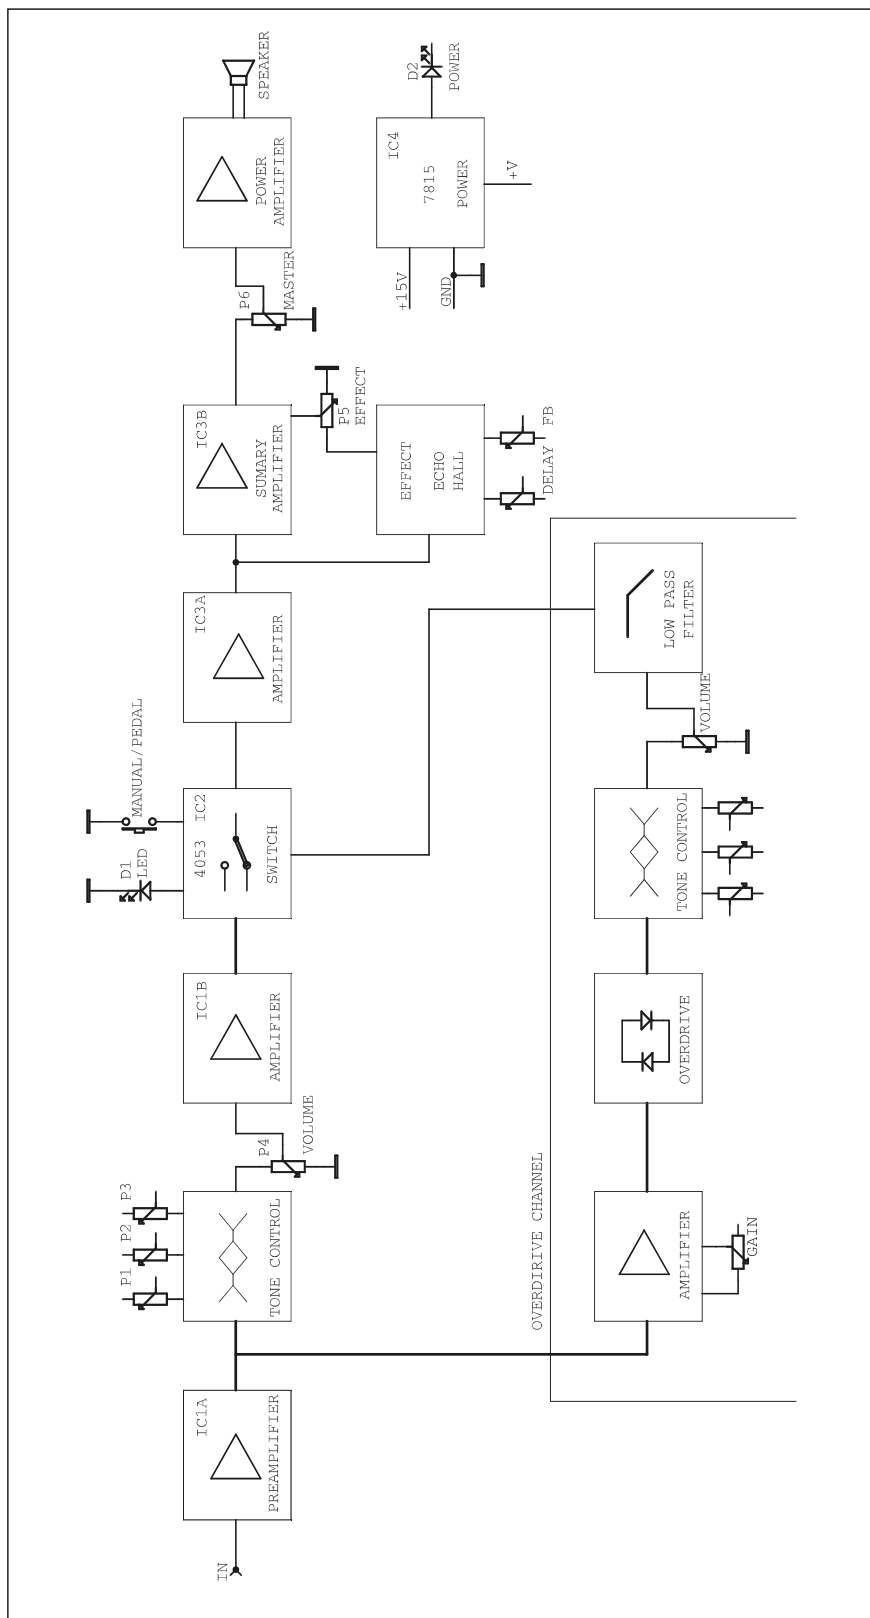 IN
IC1A
PREAMPLIFIER
P1
P2
P3
TONE CONTROL
P4
VOLUME
IC1B
AMPLIFIER
D1
LED
MANUAL/PEDAL
4053
IC2
SWITCH
IC3A
AMPLIFIER
IC3B
SUMARY
AMPLIFIER
P5
EFFECT
EFFECT
ECHO
HALL
DELAY
FB
P6
MASTER
POWER
AMPLIFIER
SPEAKER
IC4
7815
POWER
+15V
GND
+V
D2
POWER
OVERDIRIVE CHANNEL
AMPLIFIER
GAIN
OVERDRIVE
TONE CONTROL
VOLUME
LOW PASS
FILTER